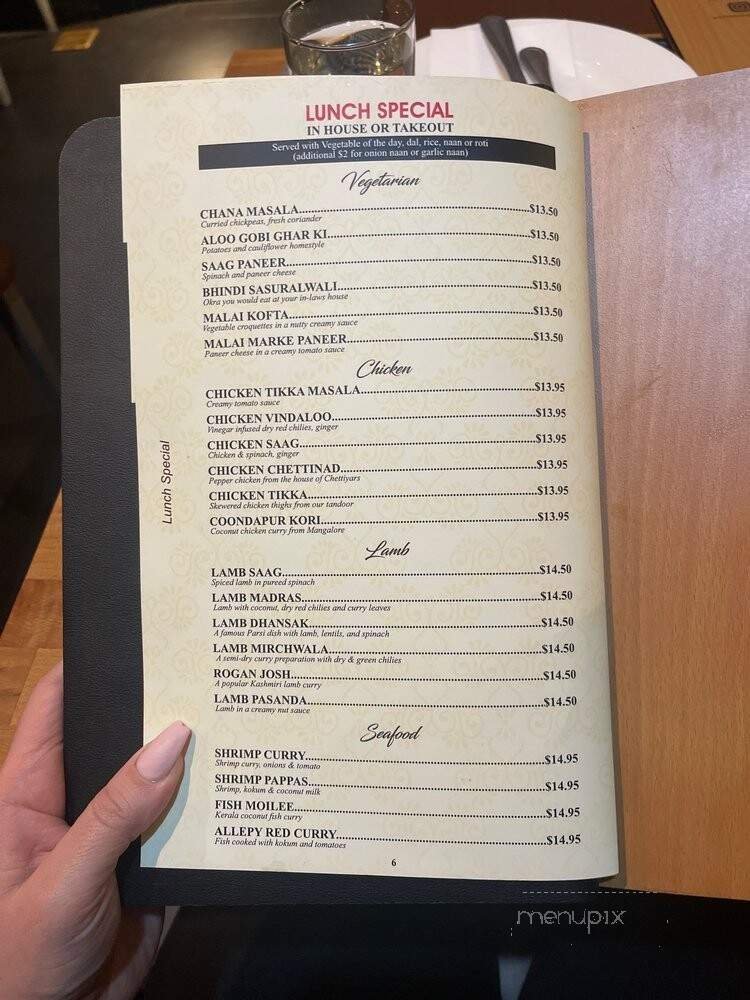 LUNCH SPECIAL
IN HOUSE OR TAKEOUT
Served with Vegetable of the day, dal, rice, naan or roti
(additional $2 for onion naan or garlic naan)
Vegetarian
CHANA MASALA...$13.50
Curried chickpeas, fresh coriander
ALOO GOBI GHAR KI...$13.50
Potatoes and cauliflower homestyle
SAAG PANEER...$13.50
Spinach and paneer cheese
BHINDI SASURALWALI...$13.50
Okra you would eat at your in-laws house
MALAI KOFTA...$13.50
Vegetable croquettes in a nutty creamy sauce
MALAI MARKE PANEER...$13.50
Paneer cheese in a creamy tomato sauce
Chicken
CHICKEN TIKKA MASALA...$13.95
Creamy tomato sauce
CHICKEN VINDALOO...$13.95
Vinegar infused dry red chilies, ginger
CHICKEN SAAG...$13.95
Chicken & spinach, ginger
CHICKEN CHETTINAD...$13.95
Pepper chicken from the house of Chettiyars
CHICKEN TIKKA...$13.95
Skewered chicken thighs from our tandoor
COONDAPUR KORI...$13.95
Coconut chicken curry from Mangalore
Lamb
LAMB SAAG...$14.50
Spiced lamb in pureed spinach
LAMB MADRAS...$14.50
Lamb with coconut, dry red chilies and curry leaves
LAMB DHANSAK...$14.50
A famous Parsi dish with lamb, lentils, and spinach
LAMB MIRCHWALA...$14.50
A semi-dry curry preparation with dry & green chilies
ROGAN JOSH...$14.50
A popular Kashmiri lamb curry
LAMB PASANDA...$14.50
Lamb in a creamy nut sauce
Seafood
SHRIMP CURRY...$14.95
Shrimp curry, onions & tomato
SHRIMP PAPPAS...$14.95
Shrimp, kokum & coconut milk
FISH MOILEE...$14.95
Kerala coconut fish curry
ALLEPY RED CURRY...$14.95
Fish cooked with kokum and tomatoes
6
Lunch Special
menupix